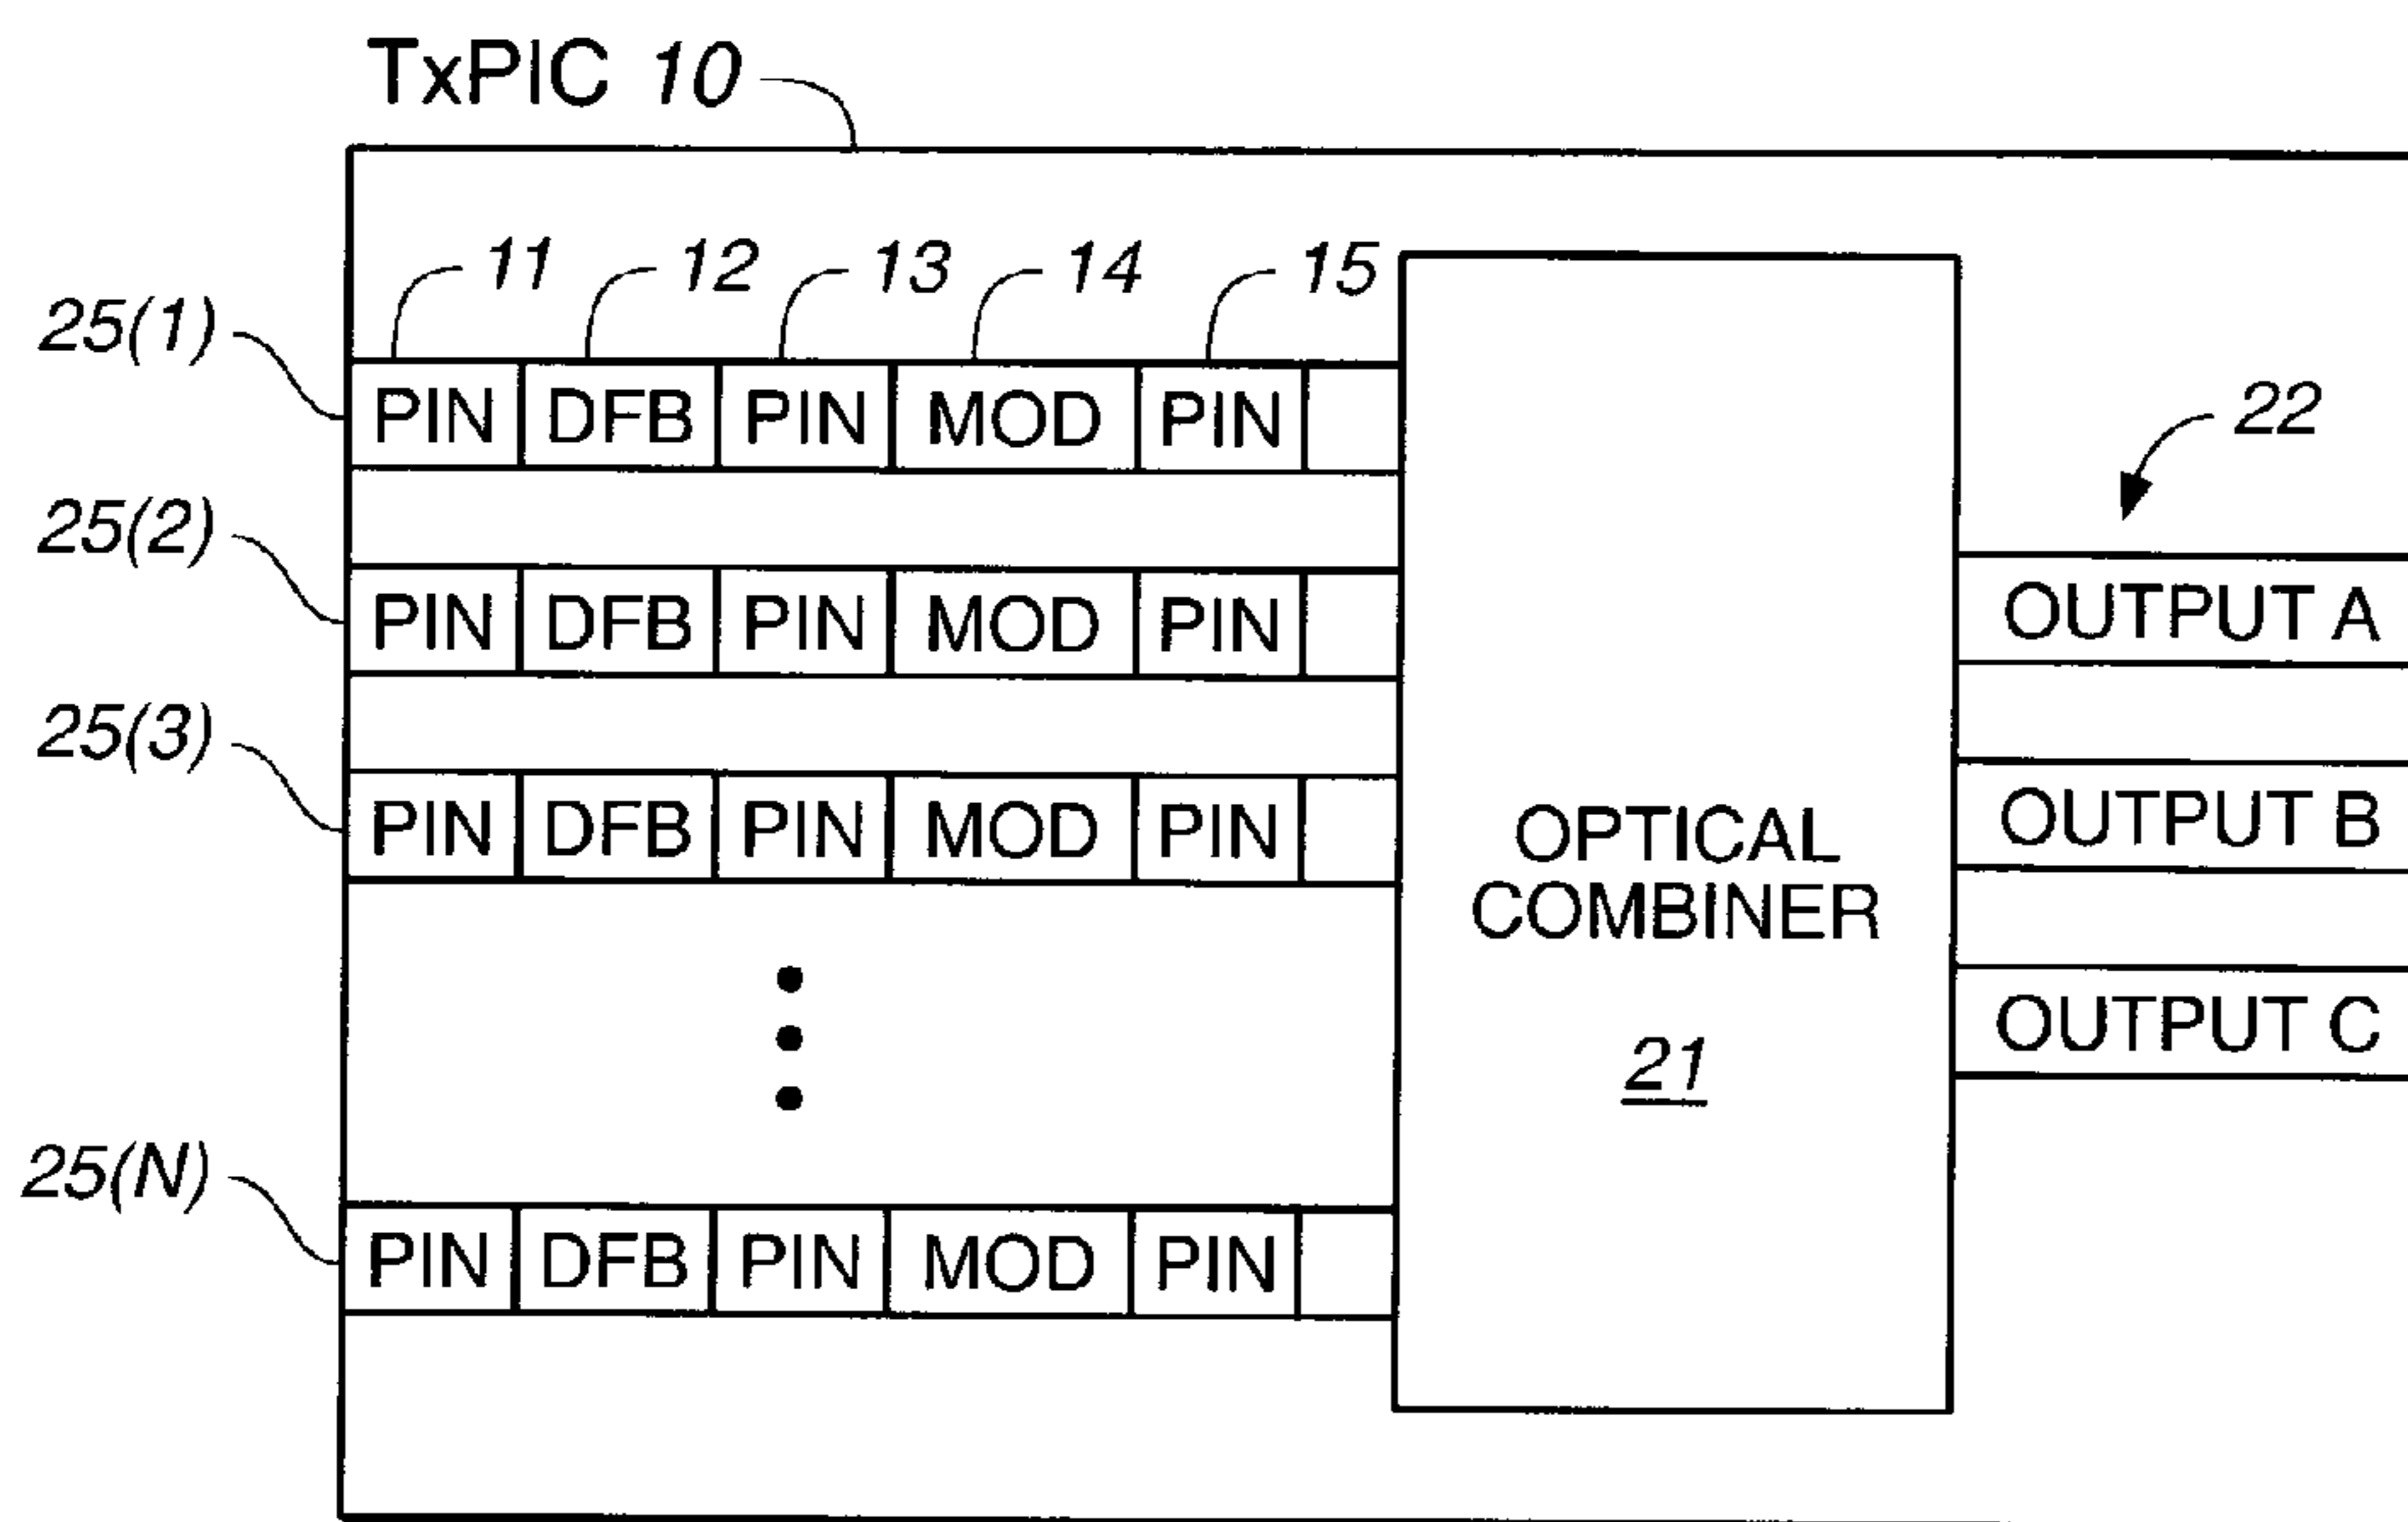 TxPIC 10
11 12 13 14 15
25(1)
PIN DFB PIN MOD PIN
22
25(2)
PIN DFB PIN MOD PIN
OUTPUT A
25(3)
PIN DFB PIN MOD PIN
OUTPUT B
OPTICAL
COMBINER
21
OUTPUT C
25(N)
PIN DFB PIN MOD PIN